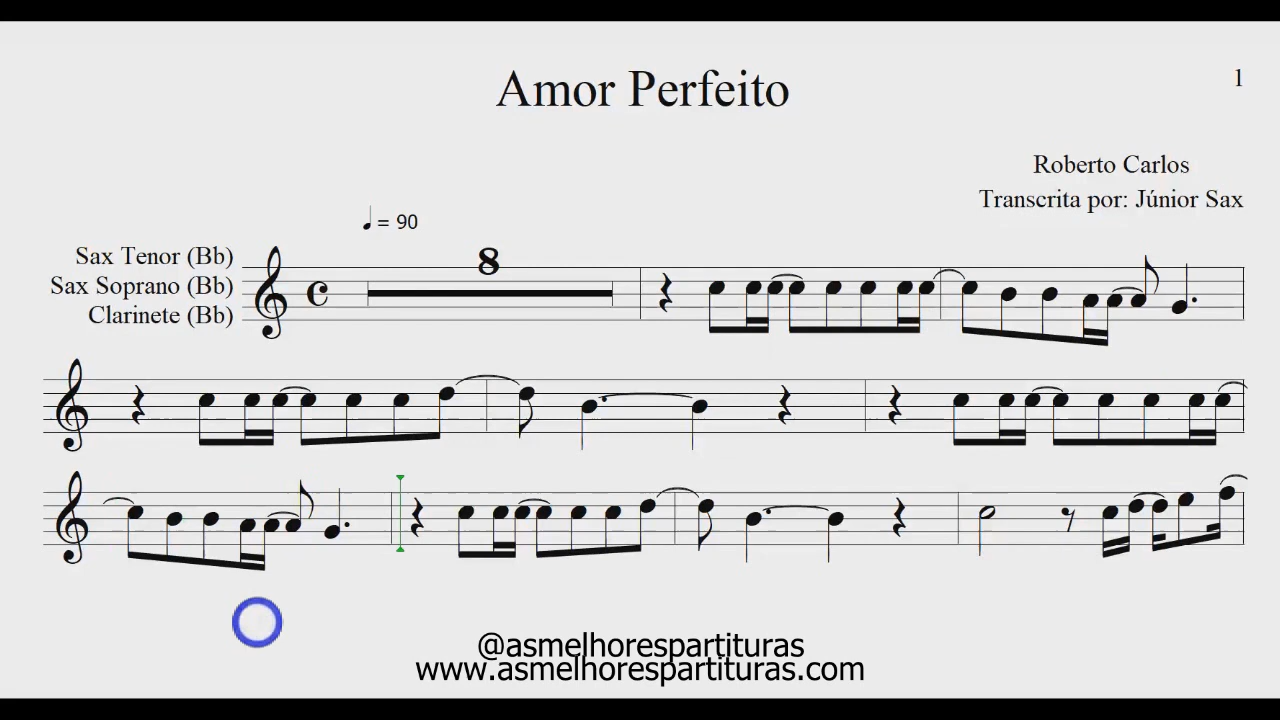 Amor Perfeito
1
Roberto Carlos
Transcrita por: Júnior Sax
♩ = 90
Sax Tenor (Bb)
Sax Soprano (Bb)
Clarinete (Bb)
8
@asmelhorespartituras
www.asmelhorespartituras.com